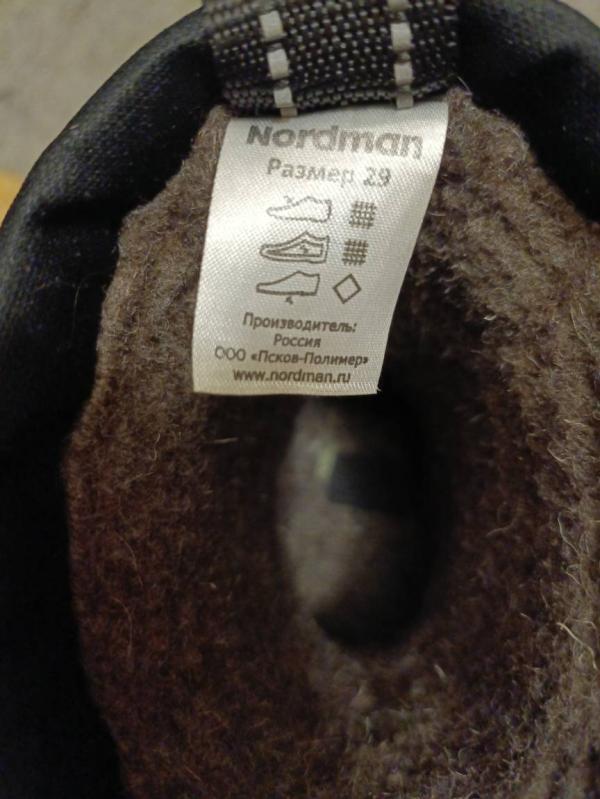 Nordman
Размер 29
Производитель:
Россия
ООО «Псков-Полимер»
www.nordman.ru